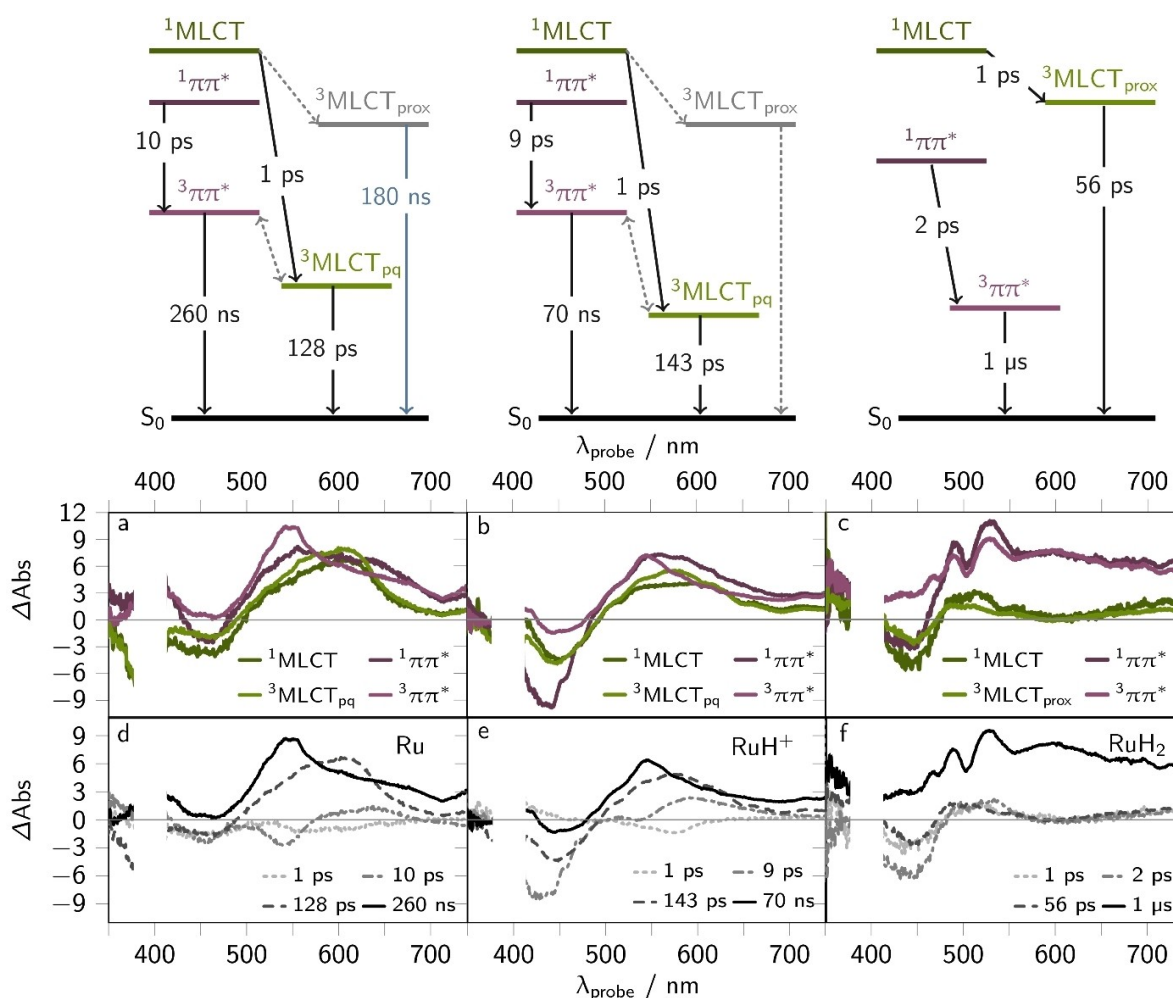 ¹MLCT ¹MLCT ¹MLCT
¹ππ* ¹ππ* 1 ps ³MLCTprox
³MLCTprox ³MLCTprox
10 ps 9 ps ¹ππ*
1 ps 1 ps 56 ps
³ππ* 180 ns ³ππ*
2 ps
³MLCTpq ³MLCTpq ³ππ*
260 ns 70 ns
128 ps 143 ps 1 µs
S₀ S₀ S₀
λprobe / nm
400 500 600 700 400 500 600 700 400 500 600 700
12 a b c
9
6
3
0
−3
−6
−9
ΔAbs
¹MLCT ¹ππ* ¹MLCT ¹ππ* ¹MLCT ¹ππ*
³MLCTpq ³ππ* ³MLCTpq ³ππ* ³MLCTprox ³ππ*
d Ru e RuH⁺ f RuH₂
9
6
3
0
−3
−6
−9
ΔAbs
1 ps 10 ps 1 ps 9 ps 1 ps 2 ps
128 ps 260 ns 143 ps 70 ns 56 ps 1 µs
400 500 600 700 400 500 600 700 400 500 600 700
λprobe / nm